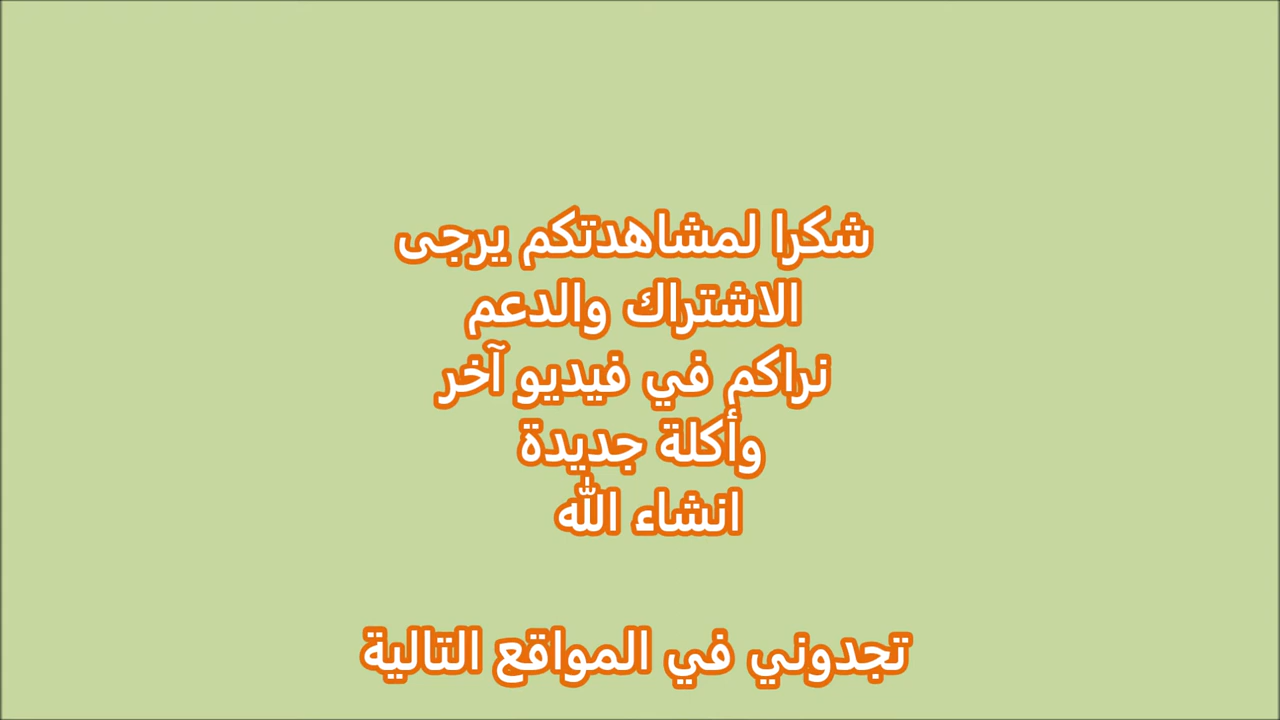 شكرا لمشاهدتكم يرجى
الاشتراك والدعم
نراكم في فيديو آخر
وأكلة جديدة
انشاء الله
تجدوني في المواقع التالية